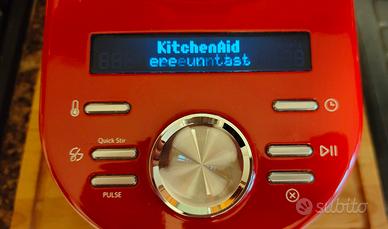 KitchenAid
Quick Stir
PULSE
subito